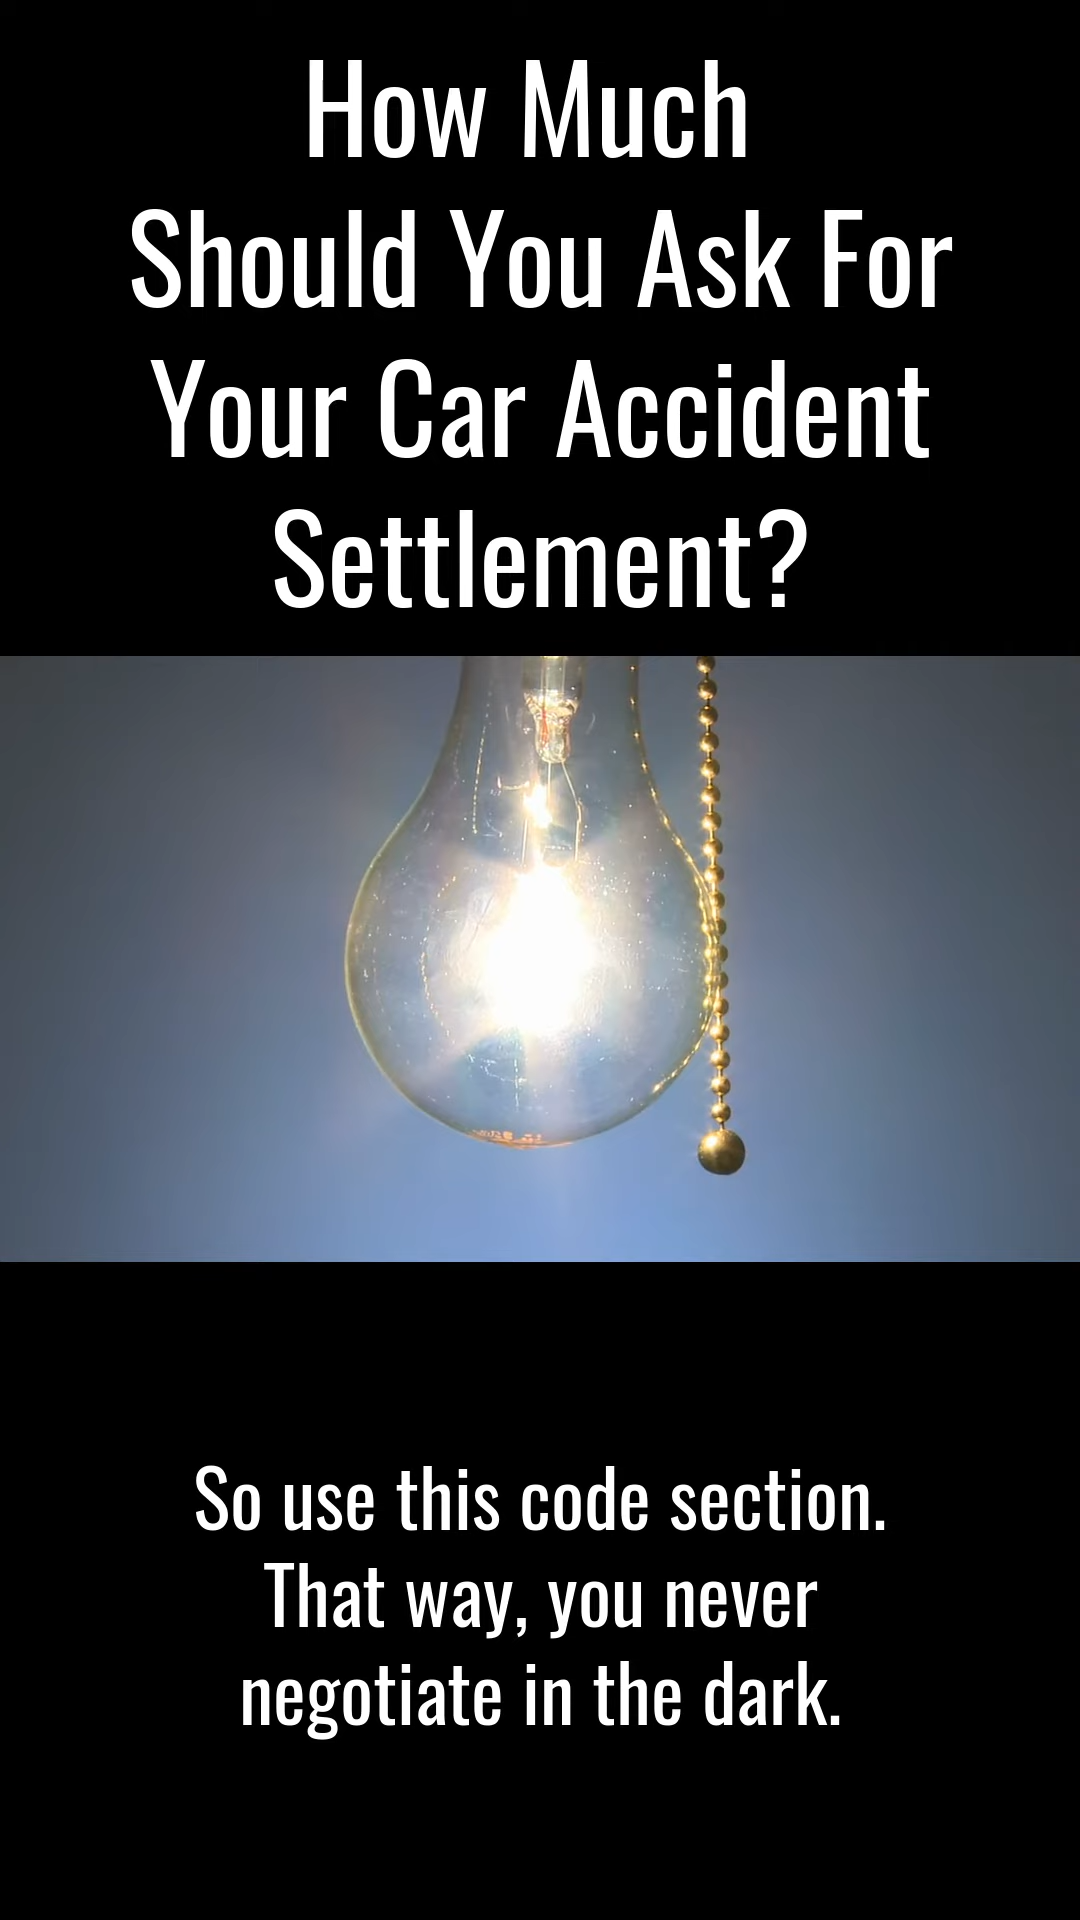 How Much
Should You Ask For
Your Car Accident
Settlement?
So use this code section.
That way, you never
negotiate in the dark.